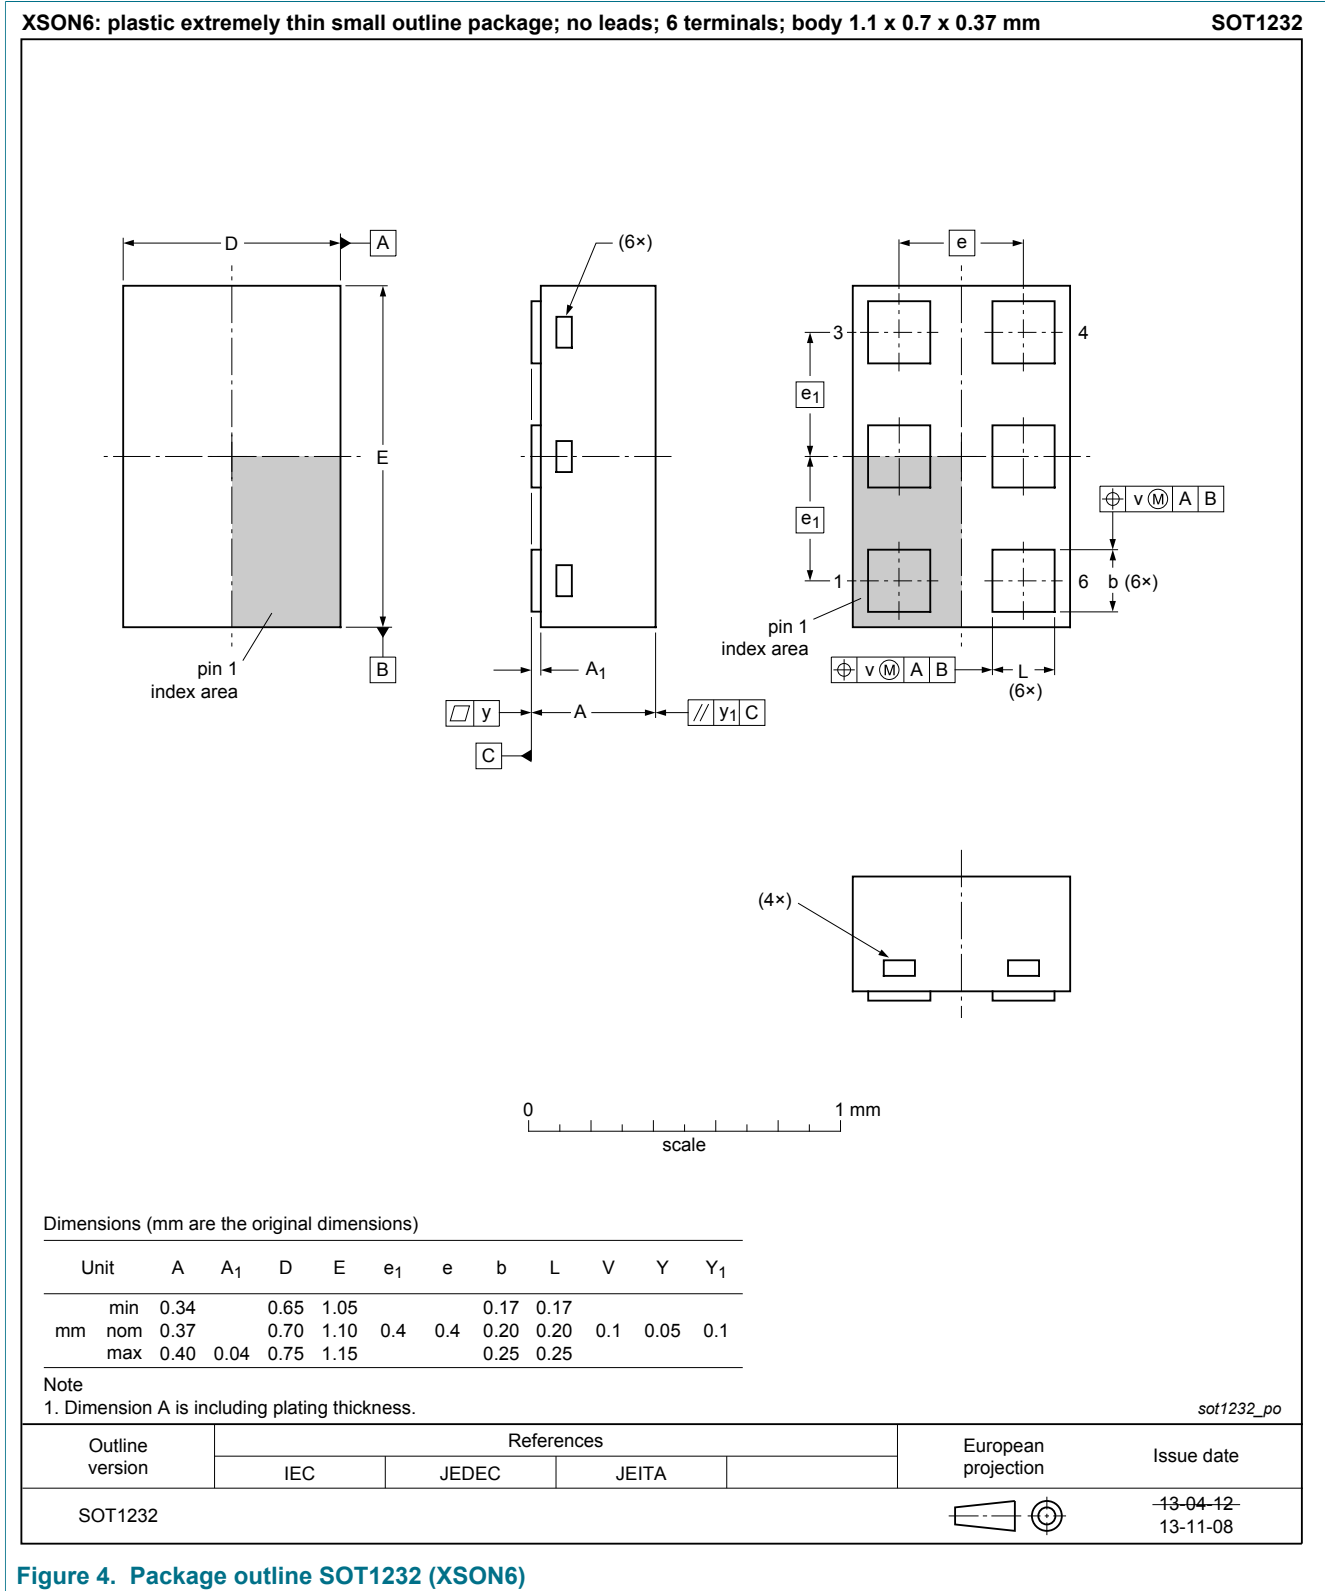 XSON6: plastic extremely thin small outline package; no leads; 6 terminals; body 1.1 x 0.7 x 0.37 mm SOT1232
D A (6×) e
3 4
e1
E
e1
v M A B
1 6 b (6×)
pin 1
index area
pin 1
index area
B A1 v M A B L
(6×)
y A // y1 C
C
(4×)
0 1 mm
scale
Dimensions (mm are the original dimensions)
Unit A A1 D E e1 e b L V Y Y1
min 0.34 0.65 1.05 0.17 0.17
mm nom 0.37 0.70 1.10 0.4 0.4 0.20 0.20 0.1 0.05 0.1
max 0.40 0.04 0.75 1.15 0.25 0.25
Note
1. Dimension A is including plating thickness.
sot1232_po
Outline
version
References
IEC JEDEC JEITA
European
projection
Issue date
SOT1232
13-04-12
13-11-08
Figure 4. Package outline SOT1232 (XSON6)